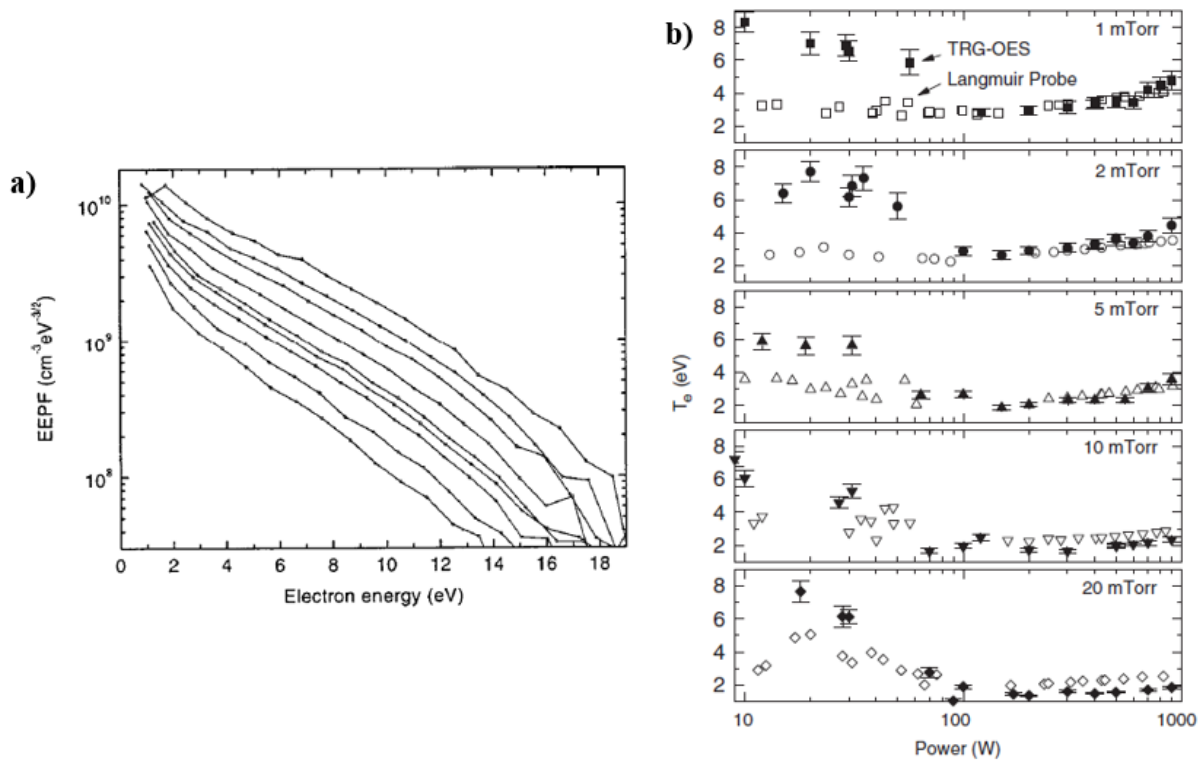 a)
EEPF (cm⁻³eV⁻³ᐟ²)
10¹⁰
10⁹
10⁸
0 2 4 6 8 10 12 14 16 18
Electron energy (eV)
b)
Tₑ (eV)
8
6
4
2
1 mTorr
TRG-OES
Langmuir Probe
8
6
4
2
2 mTorr
8
6
4
2
5 mTorr
8
6
4
2
10 mTorr
8
6
4
2
20 mTorr
10 100 1000
Power (W)